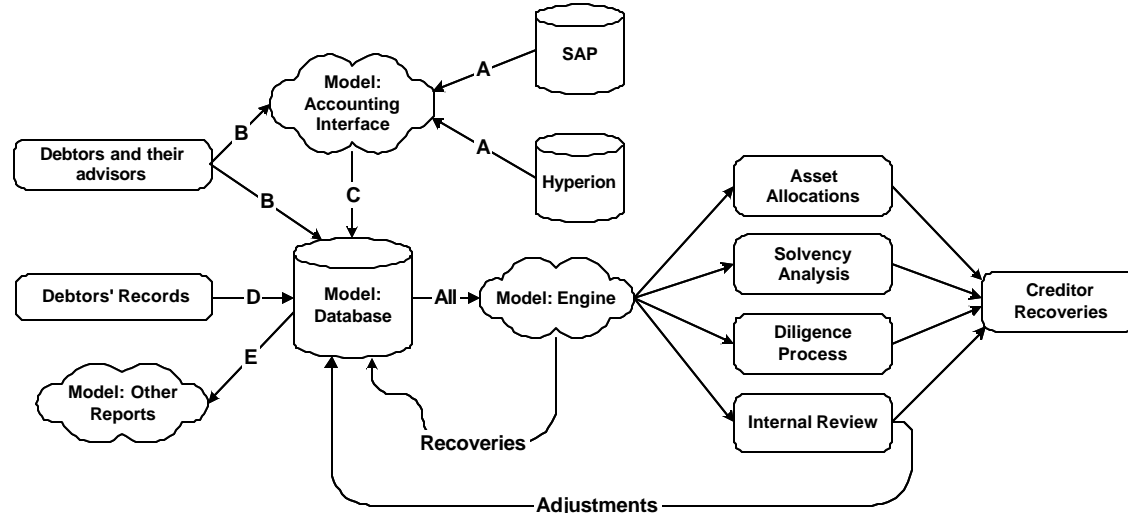 SAP
A
Model:
Accounting
Interface
B
A
Debtors and their
advisors
Hyperion
B
C
Asset
Allocations
Solvency
Analysis
Debtors' Records
D
Model:
Database
All
Model: Engine
Creditor
Recoveries
Diligence
Process
E
Model: Other
Reports
Internal Review
Recoveries
Adjustments